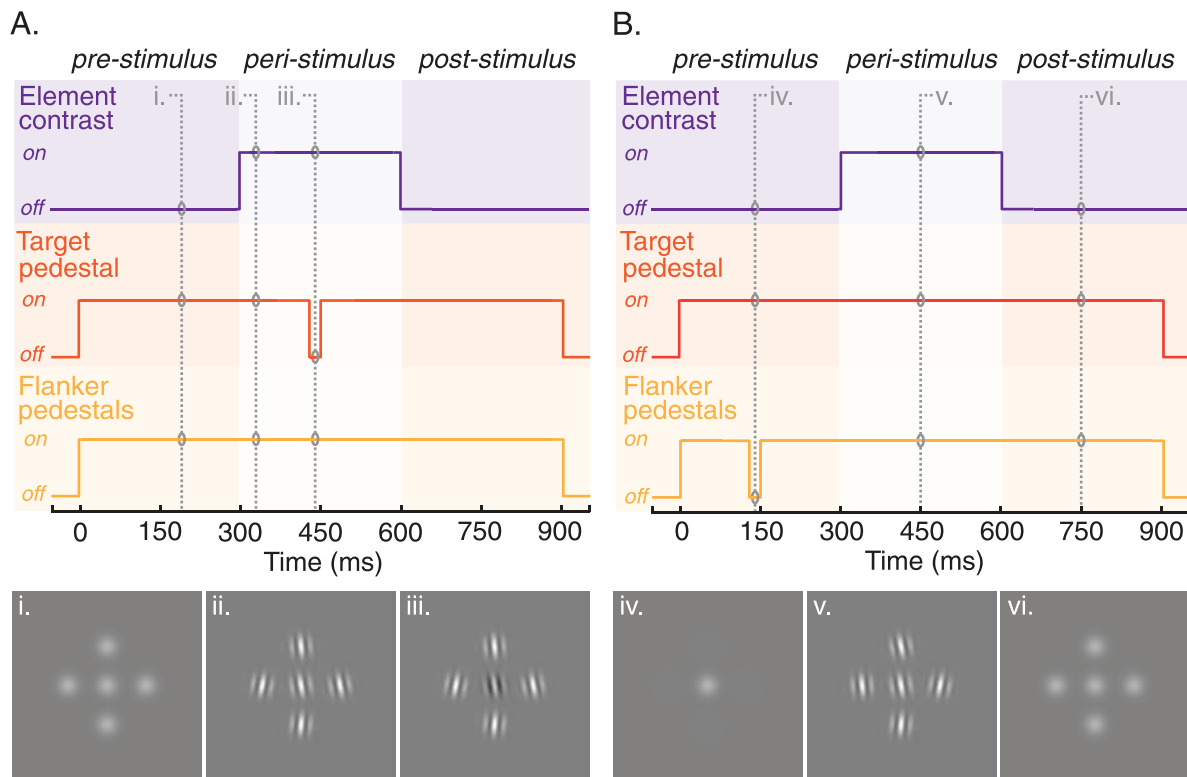 A.
pre-stimulus peri-stimulus post-stimulus
Element
contrast
i. ii. iii.
on
off
Target
pedestal
on
off
Flanker
pedestals
on
off
0 150 300 450 600 750 900
Time (ms)
i. ii. iii.
B.
pre-stimulus peri-stimulus post-stimulus
Element
contrast
iv. v. vi.
on
off
Target
pedestal
on
off
Flanker
pedestals
on
off
0 150 300 450 600 750 900
Time (ms)
iv. v. vi.